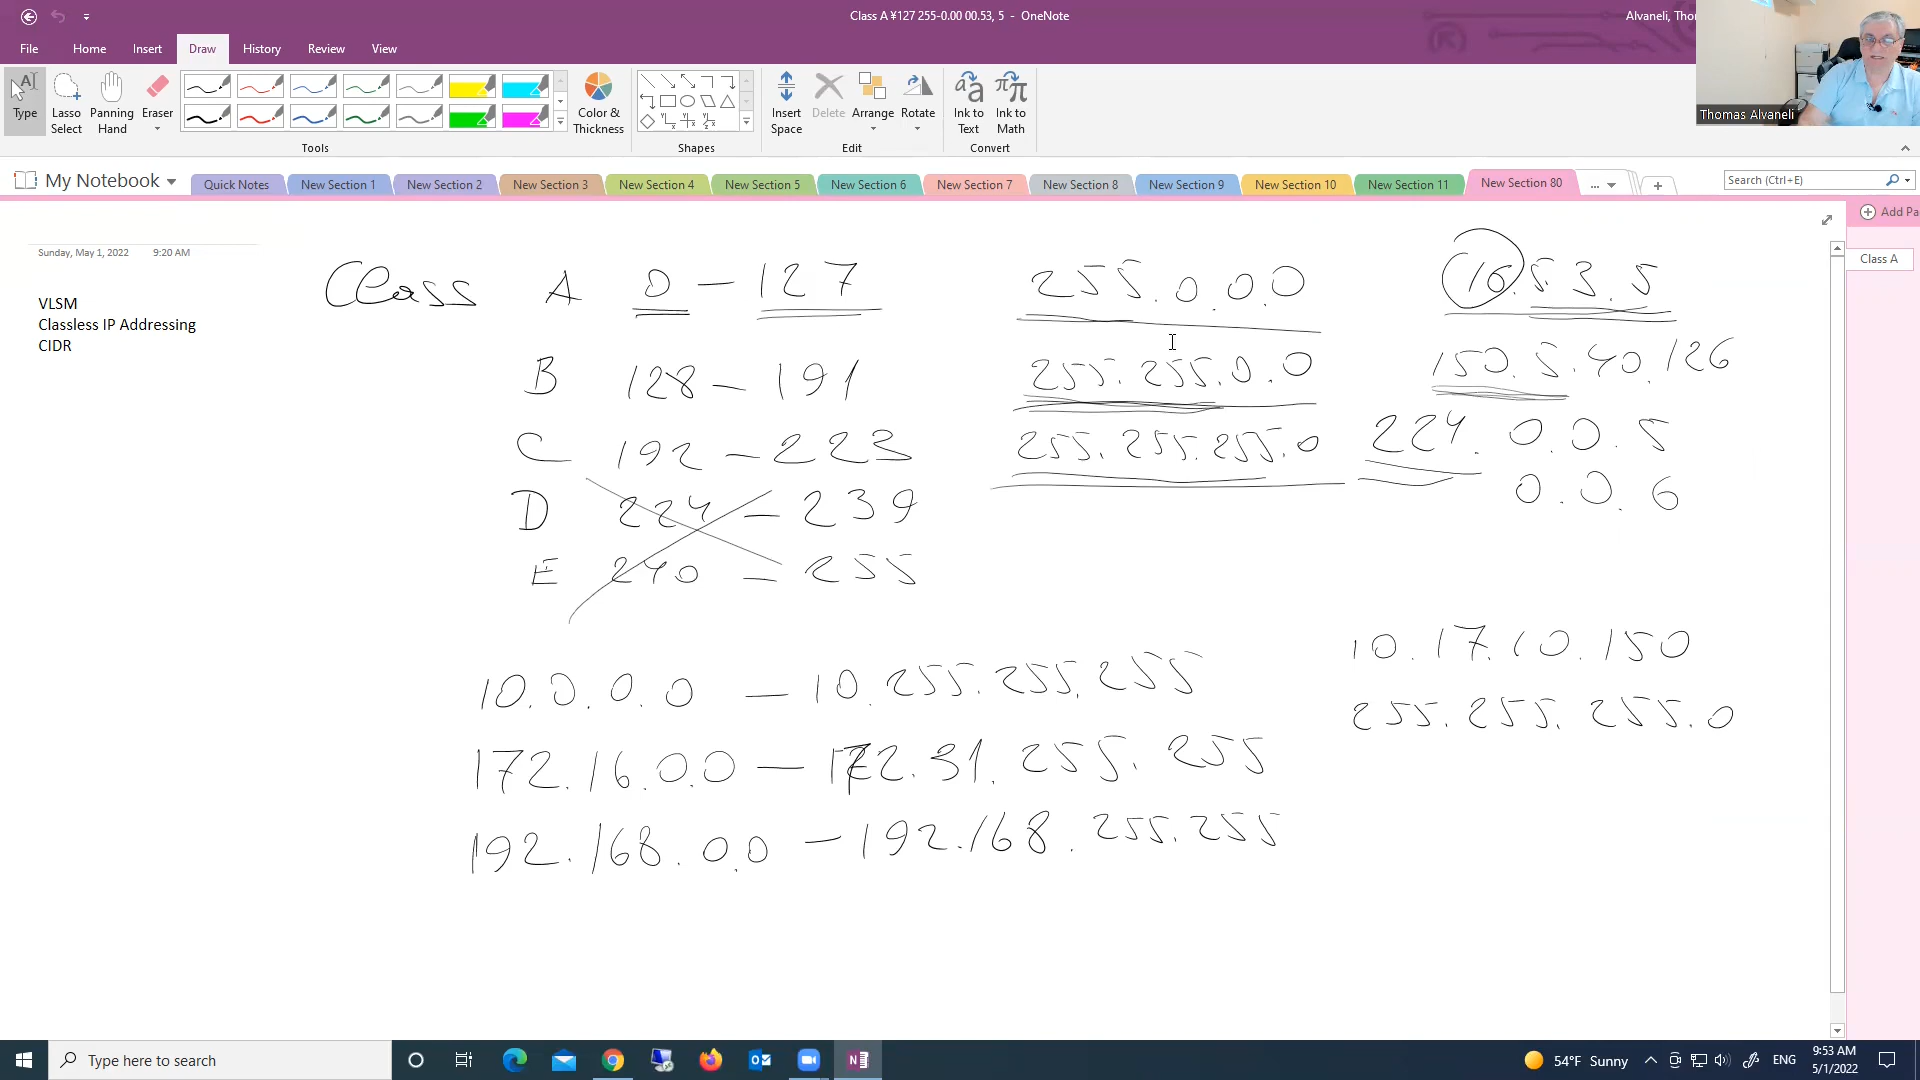 Class A ¥127 255-0.00 00.53, 5 - OneNote
Alvaneli, Thor
File Home Insert Draw History Review View
Type
Lasso Select
Panning Hand
Eraser
Color & Thickness
Insert Space
Delete
Arrange
Rotate
Ink to Text
Ink to Math
Tools Shapes Edit Convert
Thomas Alvaneli
My Notebook
Quick Notes New Section 1 New Section 2 New Section 3 New Section 4 New Section 5 New Section 6 New Section 7 New Section 8 New Section 9 New Section 10 New Section 11 New Section 80 ...
Search (Ctrl+E)
Add Pa
Class A
Sunday, May 1, 2022 9:20 AM
VLSM
Classless IP Addressing
CIDR
Class A 0 - 127 255.0.0.0 10.5.3.5
B 128 - 191 255.255.0.0 150.5.40.126
C 192 - 223 255.255.255.0 224.0.0.5
0.0.6
D 224 - 239
E 240 - 255
10.0.0.0 - 10.255.255.255
172.16.0.0 - 172.31.255.255
192.168.0.0 - 192.168.255.255
10.17.10.150
255.255.255.0
Type here to search
54°F Sunny
ENG
9:53 AM
5/1/2022